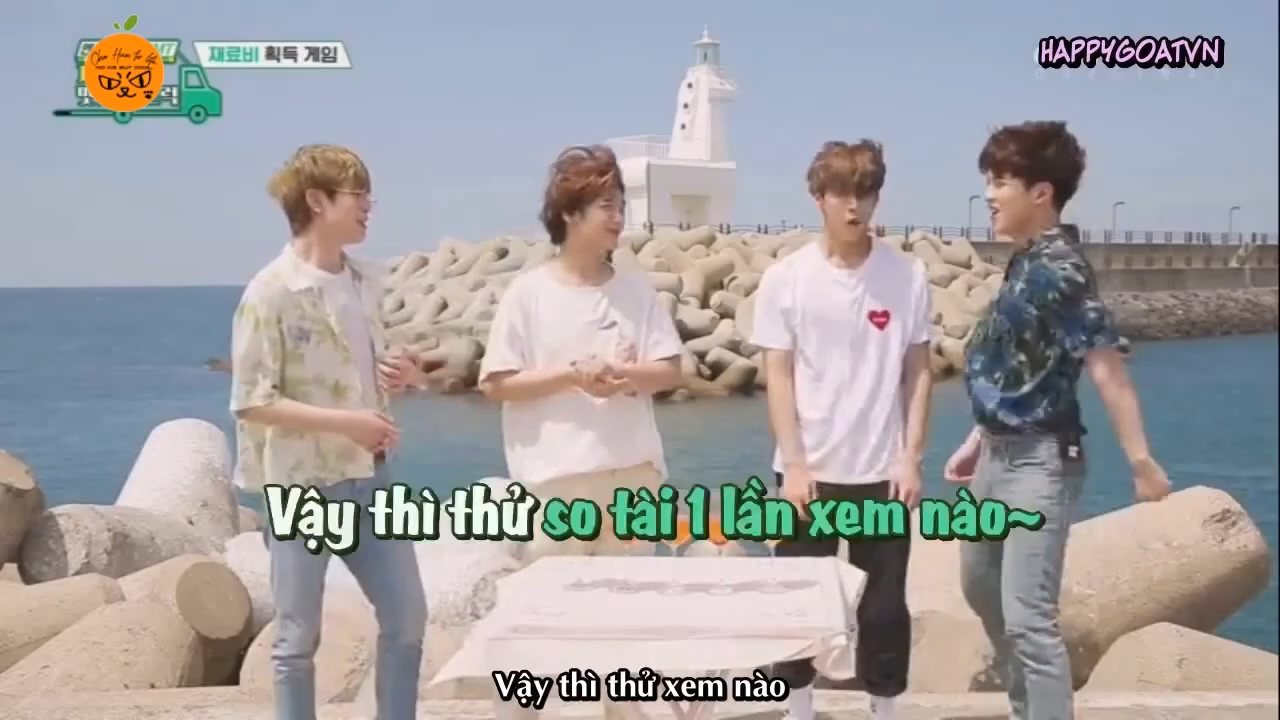 재료비 획득 게임
HAPPYGOATVN
Vậy thì thử so tài 1 lần xem nào~
Vậy thì thử xem nào